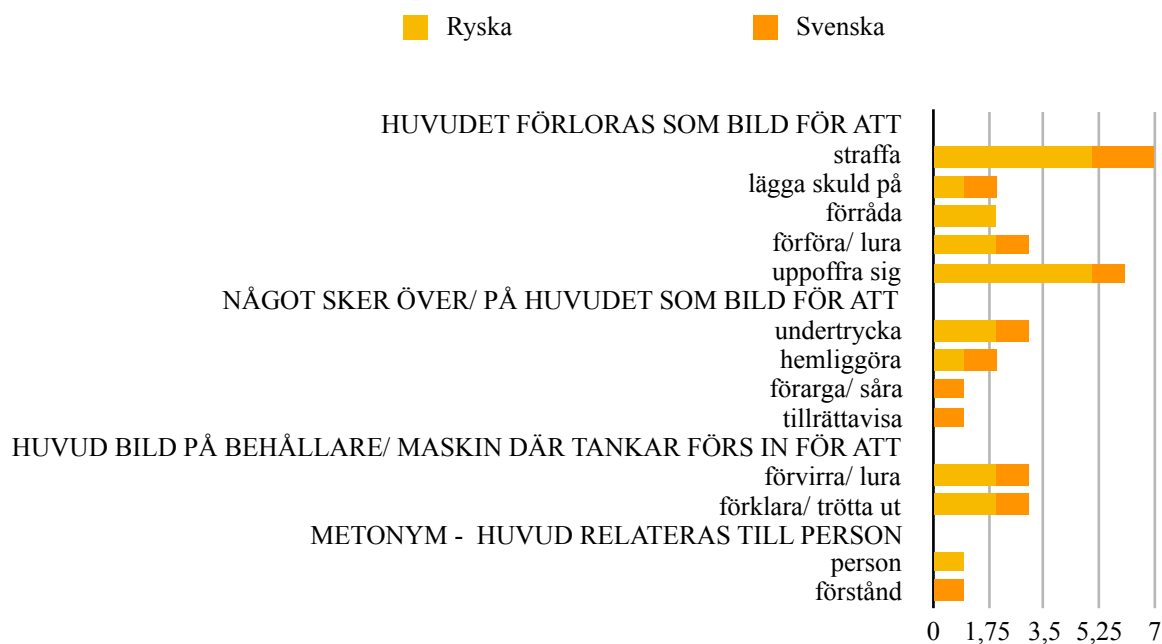 Ryska Svenska
HUVUDET FÖRLORAS SOM BILD FÖR ATT
straffa
lägga skuld på
förråda
förföra/ lura
uppoffra sig
NÅGOT SKER ÖVER/ PÅ HUVUDET SOM BILD FÖR ATT
undertrycka
hemliggöra
förarga/ såra
tillrättavisa
HUVUD BILD PÅ BEHÅLLARE/ MASKIN DÄR TANKAR FÖRS IN FÖR ATT
förvirra/ lura
förklara/ trötta ut
METONYM - HUVUD RELATERAS TILL PERSON
person
förstånd
0 1,75 3,5 5,25 7